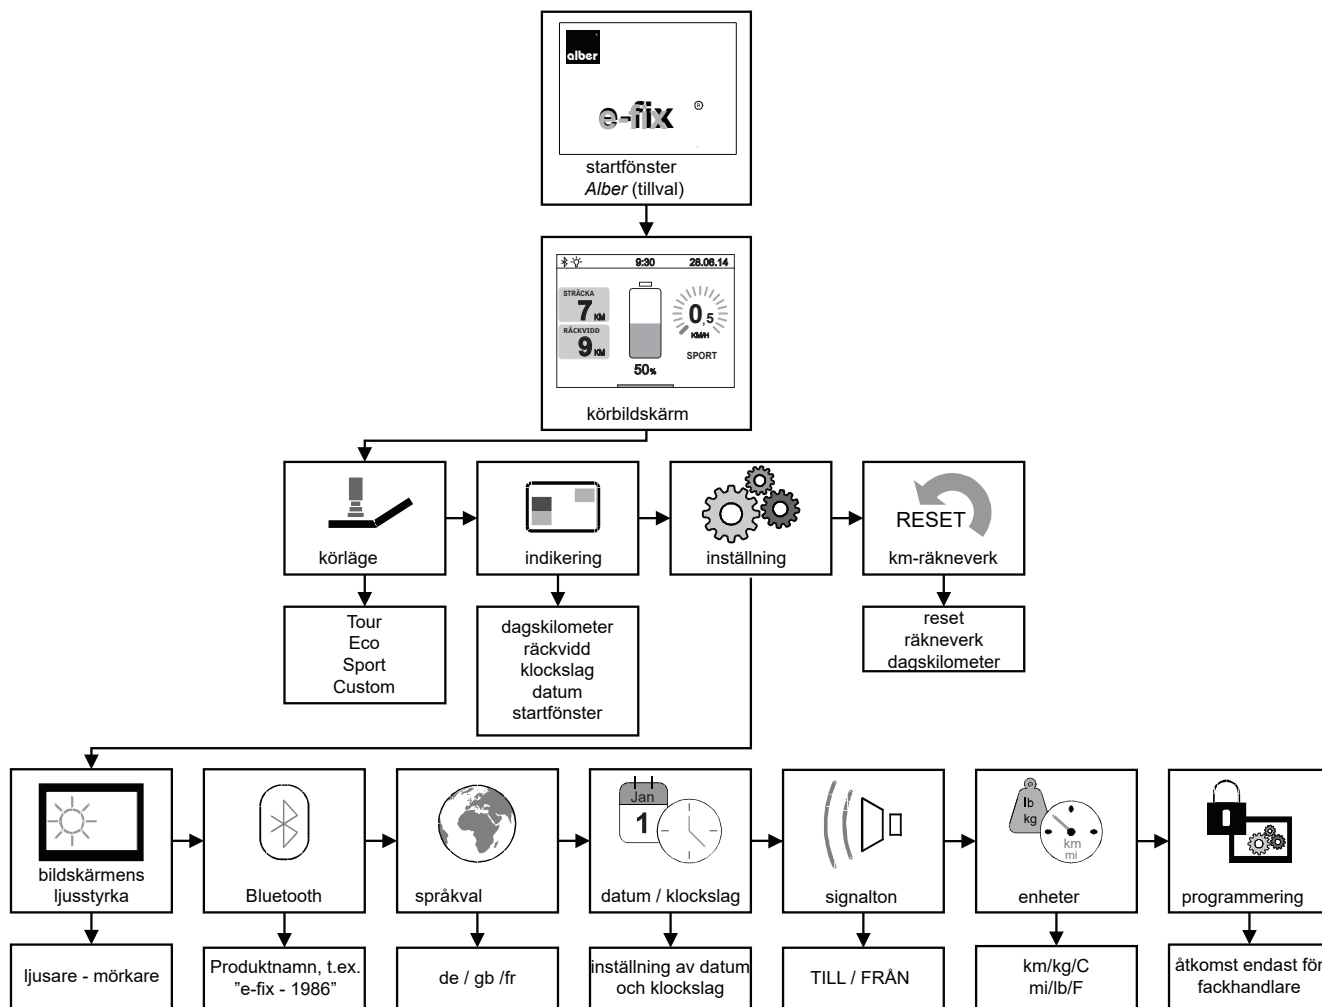 alber
e-fix ®
startfönster
Alber (tillval)
9:30 28.06.14
STRÄCKA
7 KM
RÄCKVIDD
9 KM
50%
0,5
KM/H
SPORT
körbildskärm
körläge
indikering
inställning
RESET
km-räkneverk
Tour
Eco
Sport
Custom
dagskilometer
räckvidd
klockslag
datum
startfönster
reset
räkneverk
dagskilometer
bildskärmens
ljusstyrka
Bluetooth
språkval
Jan
1
datum / klockslag
signalton
lb
kg
km
mi
enheter
programmering
ljusare - mörkare
Produktnamn, t.ex.
"e-fix - 1986"
de / gb /fr
inställning av datum
och klockslag
TILL / FRÅN
km/kg/C
mi/lb/F
åtkomst endast för
fackhandlare